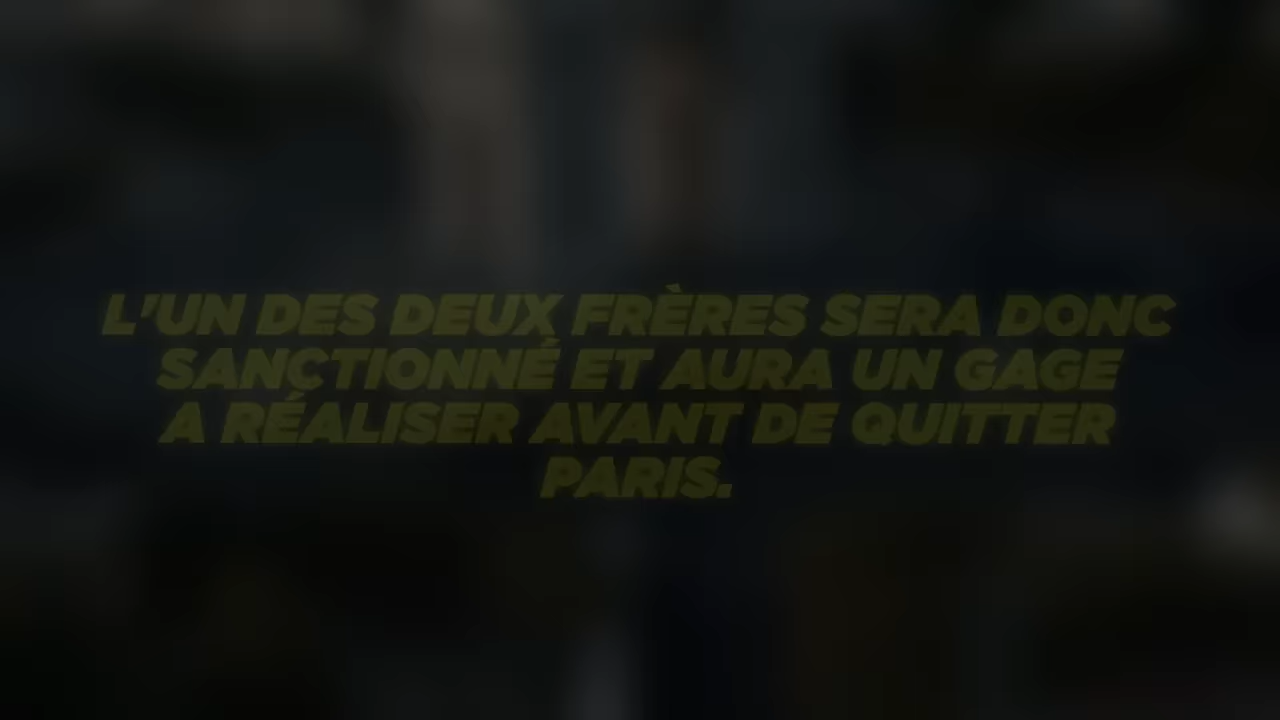 L'UN DES DEUX FRÈRES SERA DONC
SANCTIONNÉ ET AURA UN GAGE
A RÉALISER AVANT DE QUITTER
PARIS.